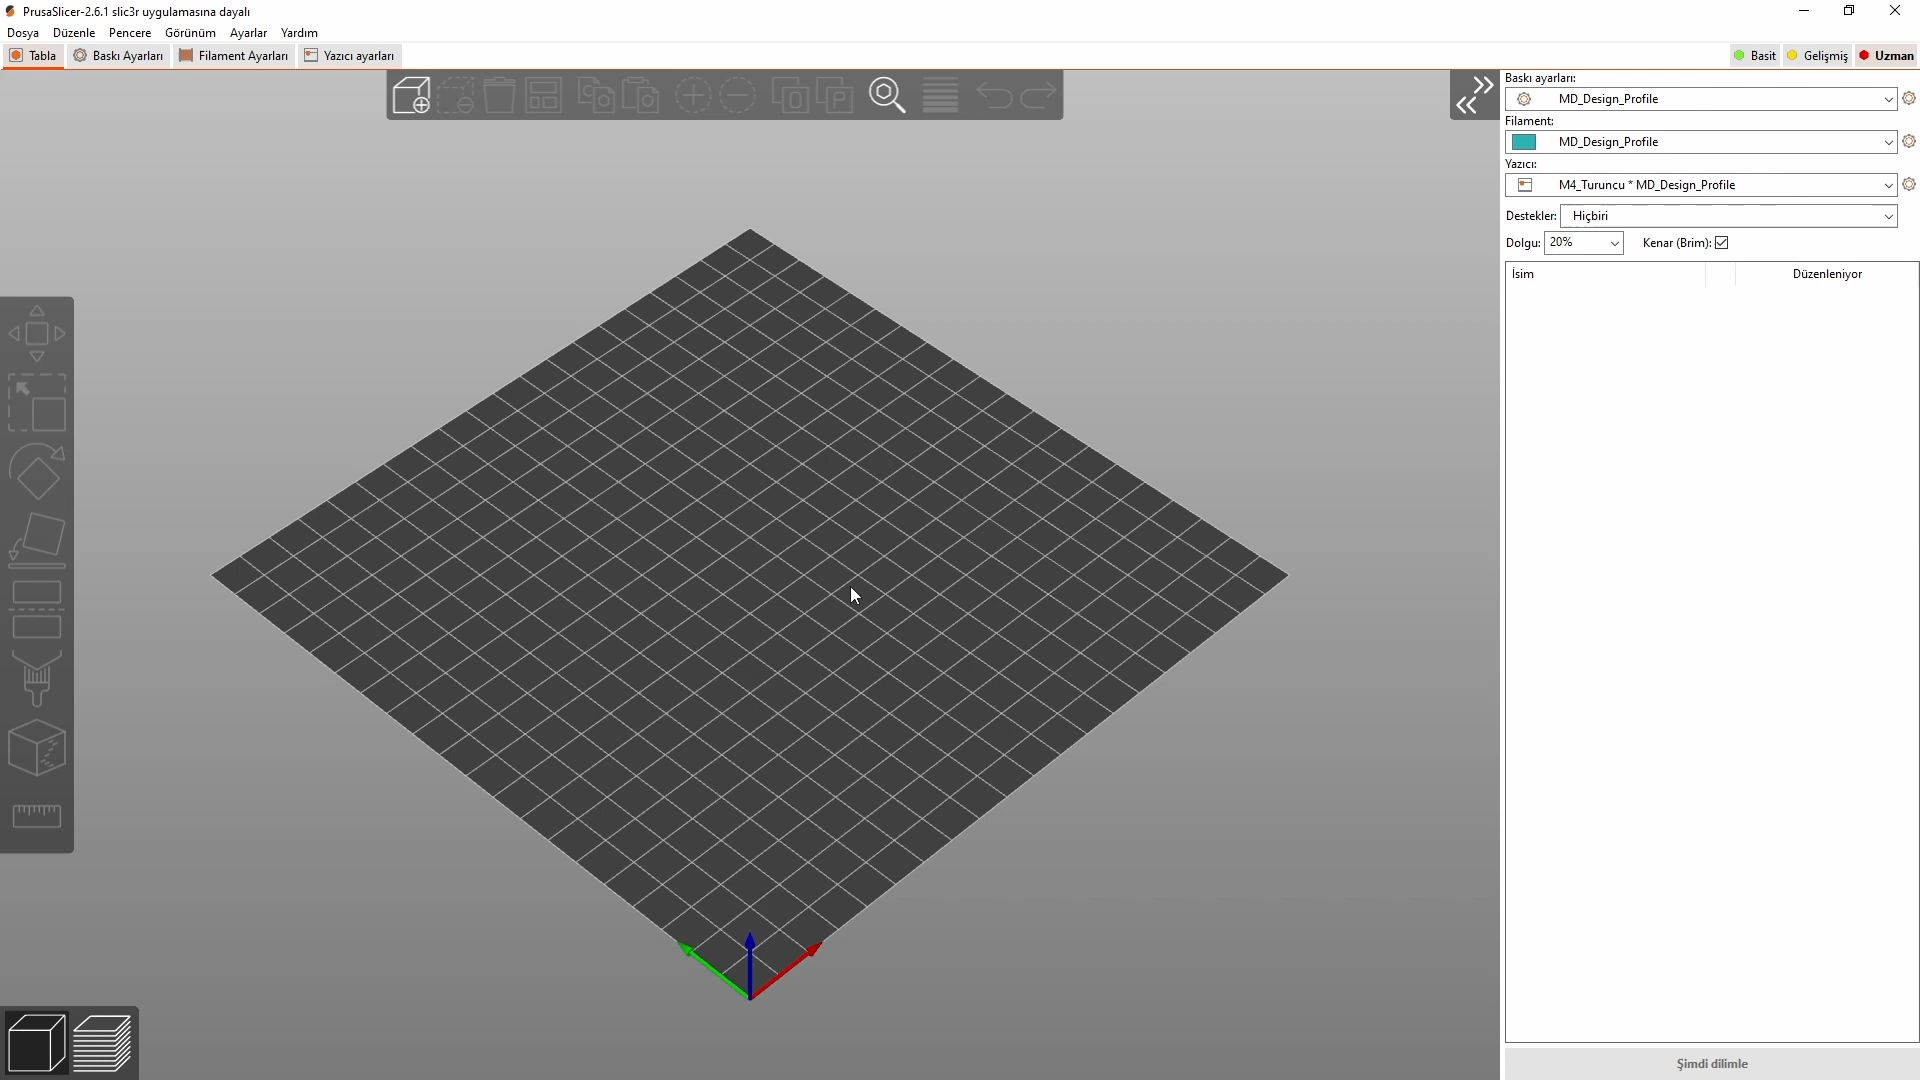 PrusaSlicer-2.6.1 slic3r uygulamasına dayalı
Dosya Düzenle Pencere Görünüm Ayarlar Yardım
Tabla Baskı Ayarları Filament Ayarları Yazıcı ayarları Basit Gelişmiş Uzman
Baskı ayarları:
MD_Design_Profile
Filament:
MD_Design_Profile
Yazıcı:
M4_Turuncu * MD_Design_Profile
Destekler: Hiçbiri
Dolgu: 20% Kenar (Brim):
İsim Düzenleniyor
Şimdi dilimle